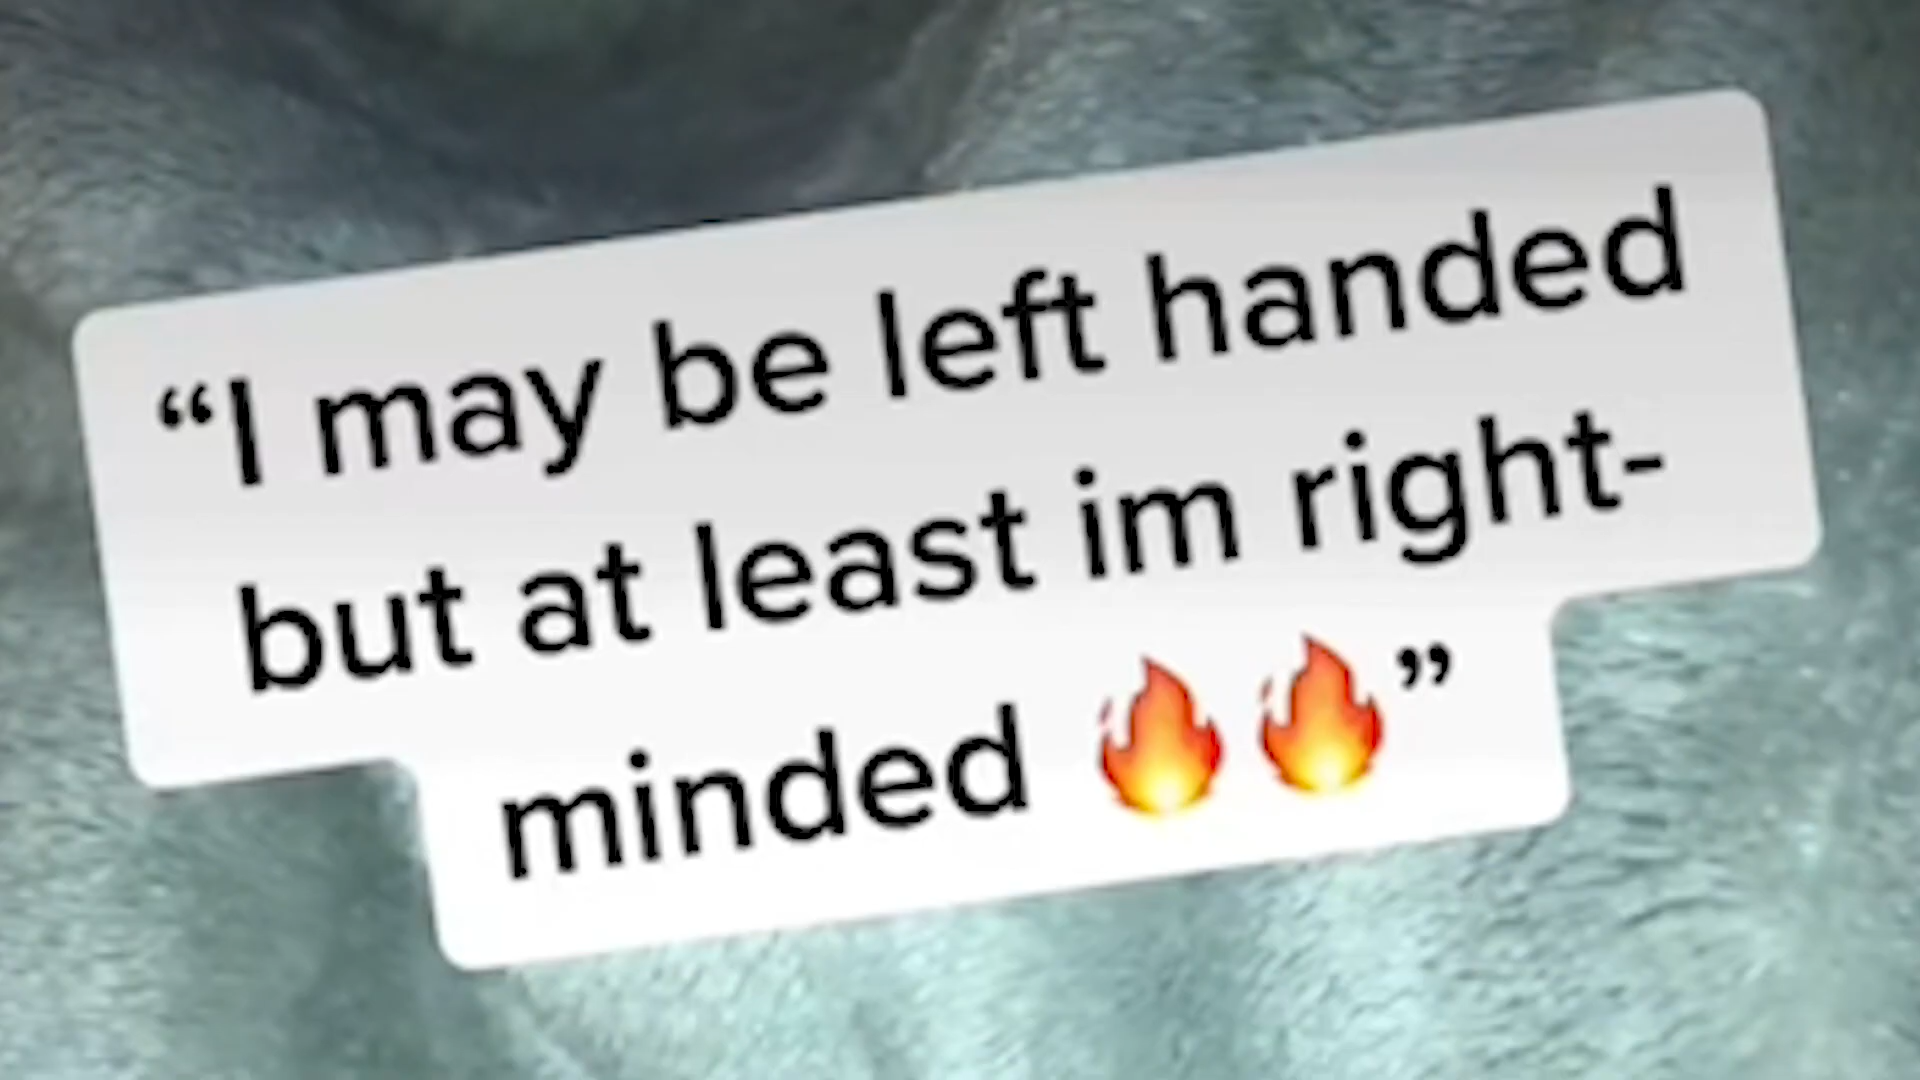 “I may be left handed
but at least im right-
minded 🔥🔥”